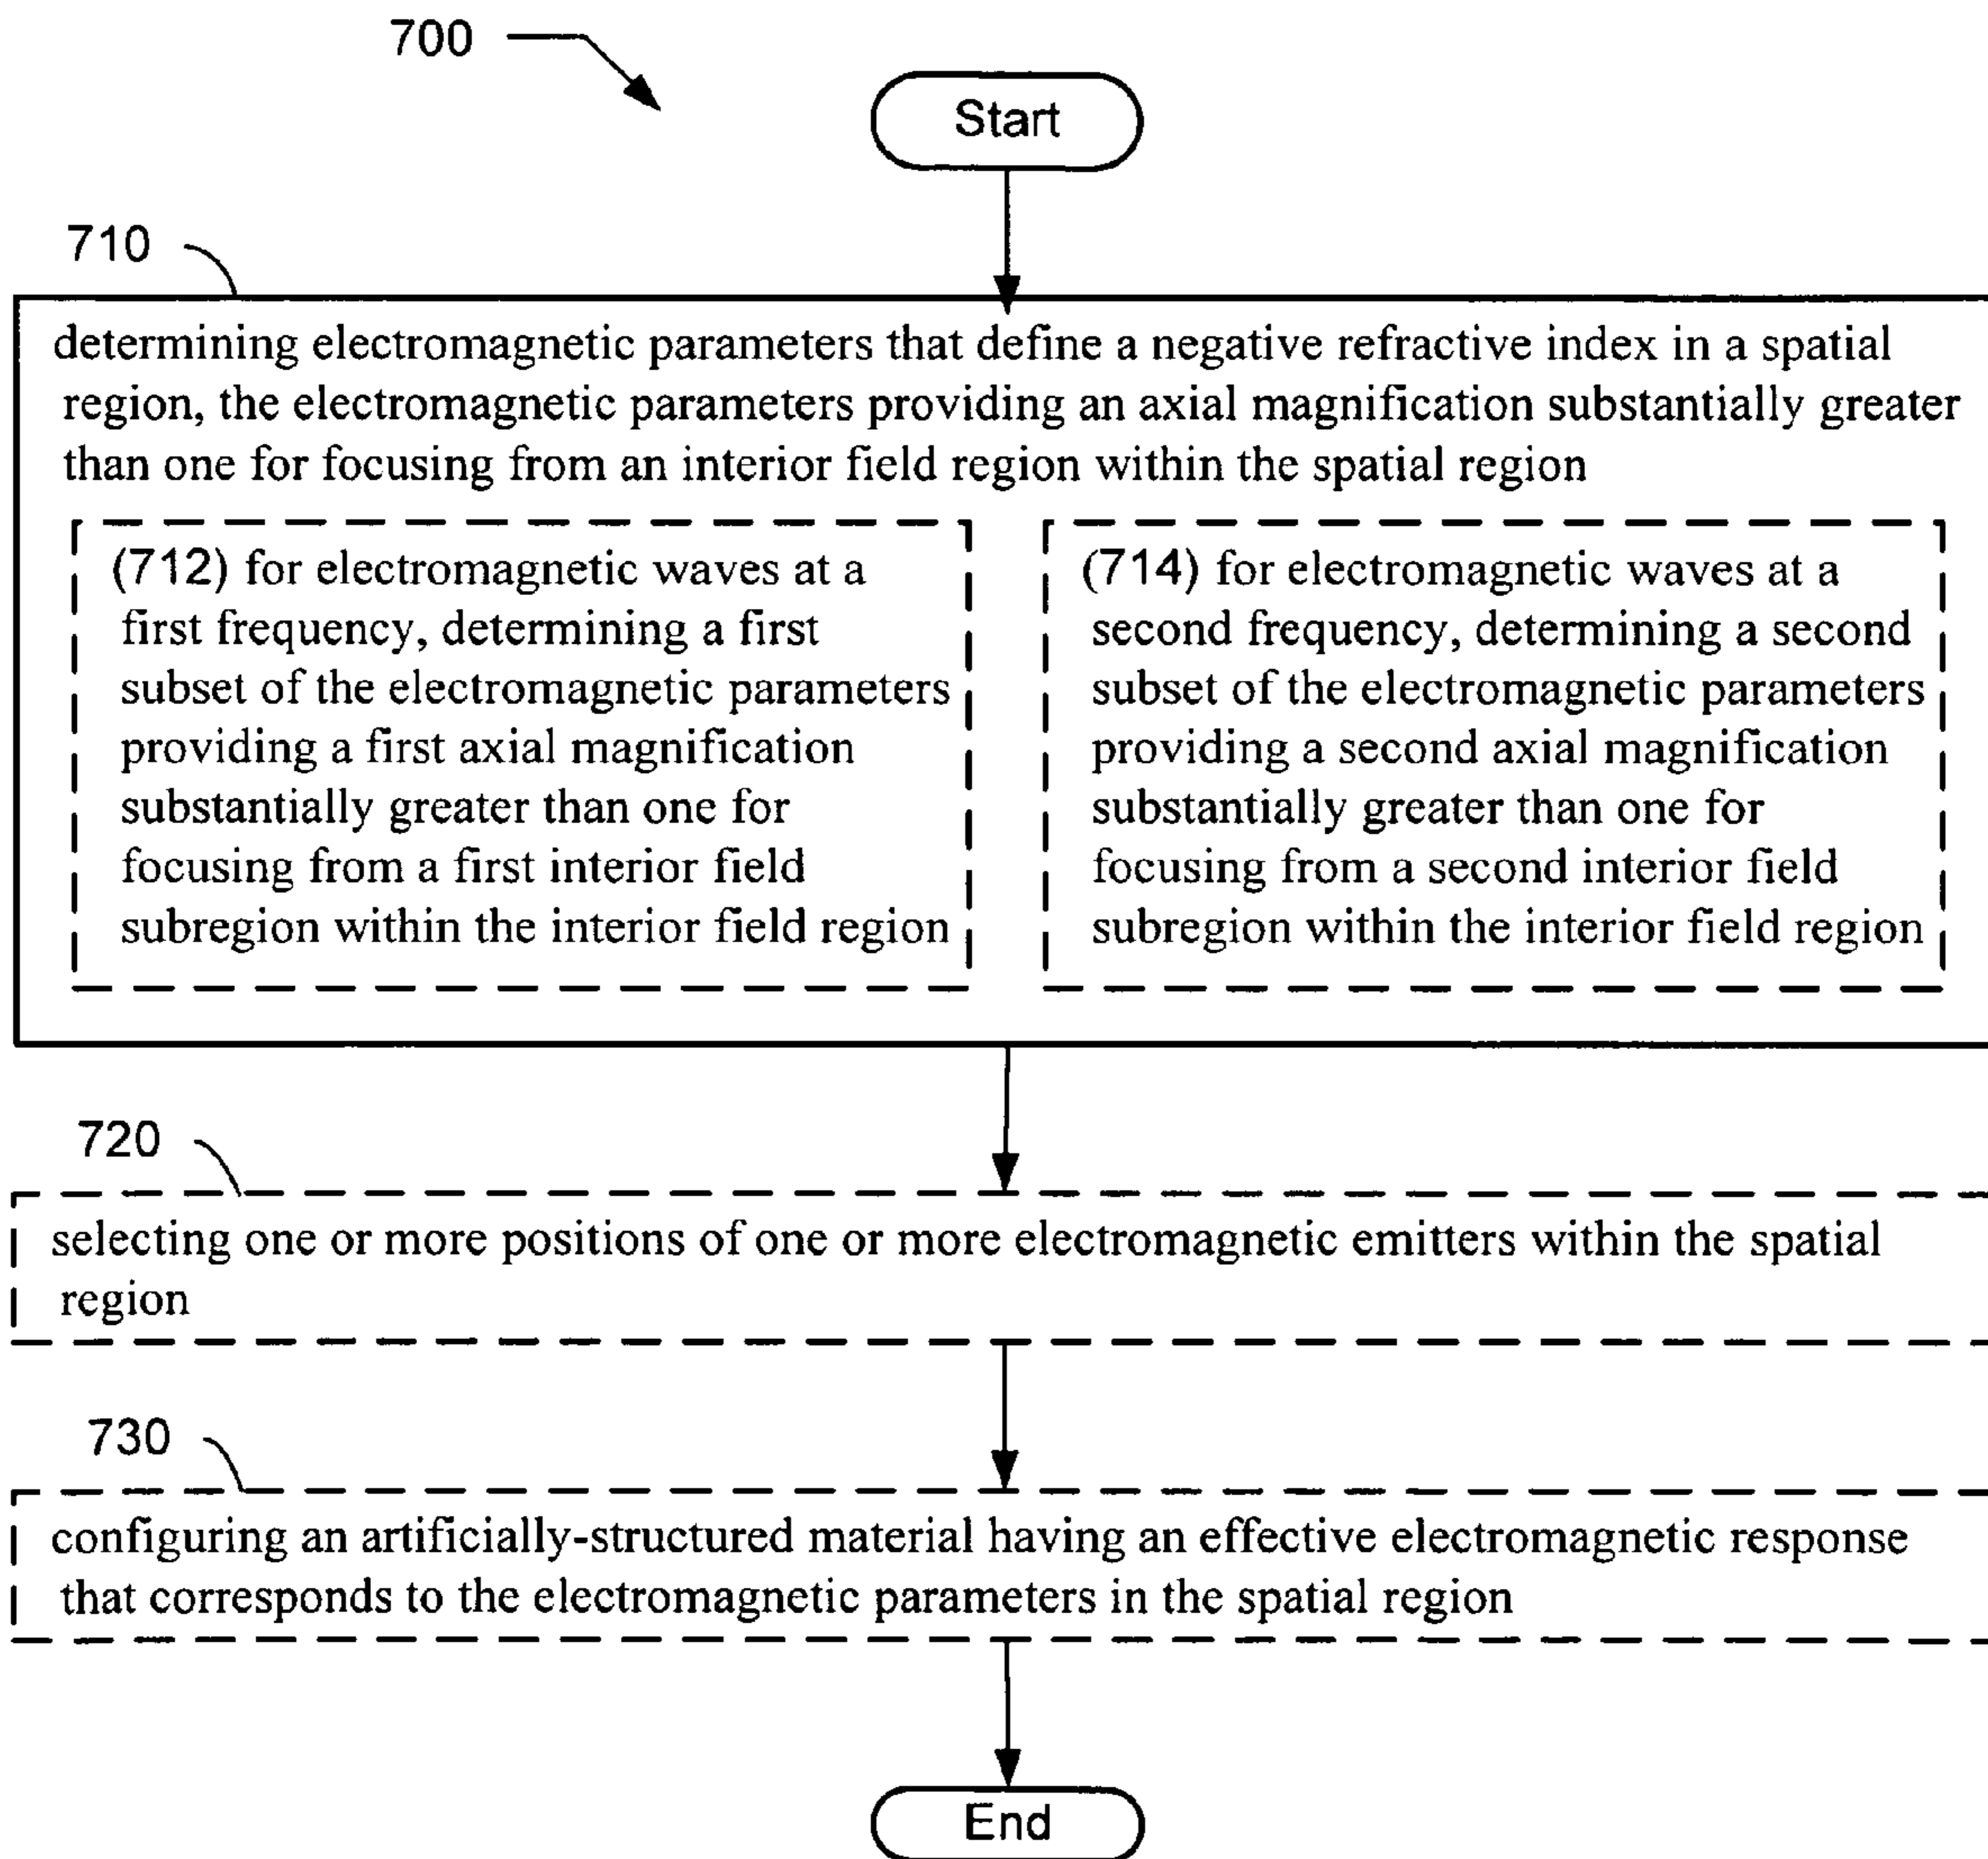 700
Start
710
determining electromagnetic parameters that define a negative refractive index in a spatial
region, the electromagnetic parameters providing an axial magnification substantially greater
than one for focusing from an interior field region within the spatial region
(712) for electromagnetic waves at a
first frequency, determining a first
subset of the electromagnetic parameters
providing a first axial magnification
substantially greater than one for
focusing from a first interior field
subregion within the interior field region
(714) for electromagnetic waves at a
second frequency, determining a second
subset of the electromagnetic parameters
providing a second axial magnification
substantially greater than one for
focusing from a second interior field
subregion within the interior field region
720
selecting one or more positions of one or more electromagnetic emitters within the spatial
region
730
configuring an artificially-structured material having an effective electromagnetic response
that corresponds to the electromagnetic parameters in the spatial region
End